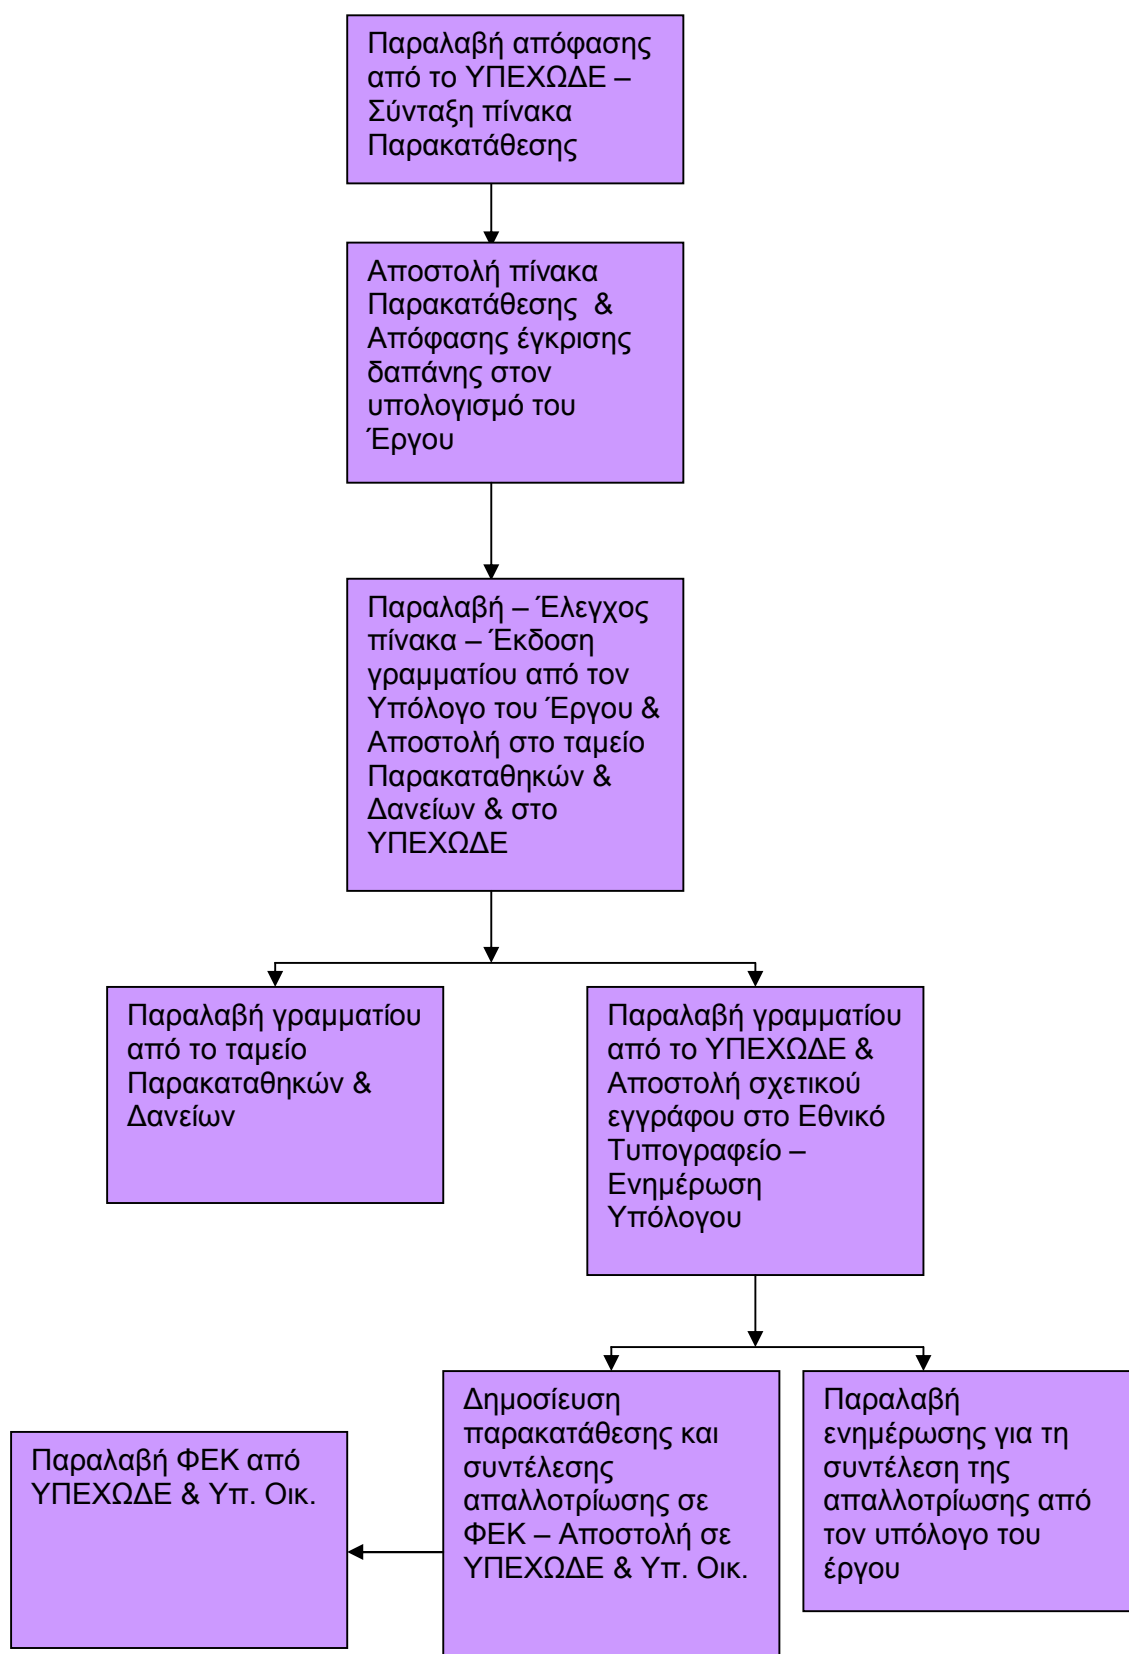 Παραλαβή απόφασης
από το ΥΠΕΧΩΔΕ –
Σύνταξη πίνακα
Παρακατάθεσης
Αποστολή πίνακα
Παρακατάθεσης &
Απόφασης έγκρισης
δαπάνης στον
υπολογισμό του
Έργου
Παραλαβή – Έλεγχος
πίνακα – Έκδοση
γραμματίου από τον
Υπόλογο του Έργου &
Αποστολή στο ταμείο
Παρακαταθηκών &
Δανείων & στο
ΥΠΕΧΩΔΕ
Παραλαβή γραμματίου
από το ταμείο
Παρακαταθηκών &
Δανείων
Παραλαβή γραμματίου
από το ΥΠΕΧΩΔΕ &
Αποστολή σχετικού
εγγράφου στο Εθνικό
Τυπογραφείο –
Ενημέρωση
Υπόλογου
Παραλαβή ΦΕΚ από
ΥΠΕΧΩΔΕ & Υπ. Οικ.
Δημοσίευση
παρακατάθεσης και
συντέλεσης
απαλλοτρίωσης σε
ΦΕΚ – Αποστολή σε
ΥΠΕΧΩΔΕ & Υπ. Οικ.
Παραλαβή
ενημέρωσης για τη
συντέλεση της
απαλλοτρίωσης από
τον υπόλογο του
έργου